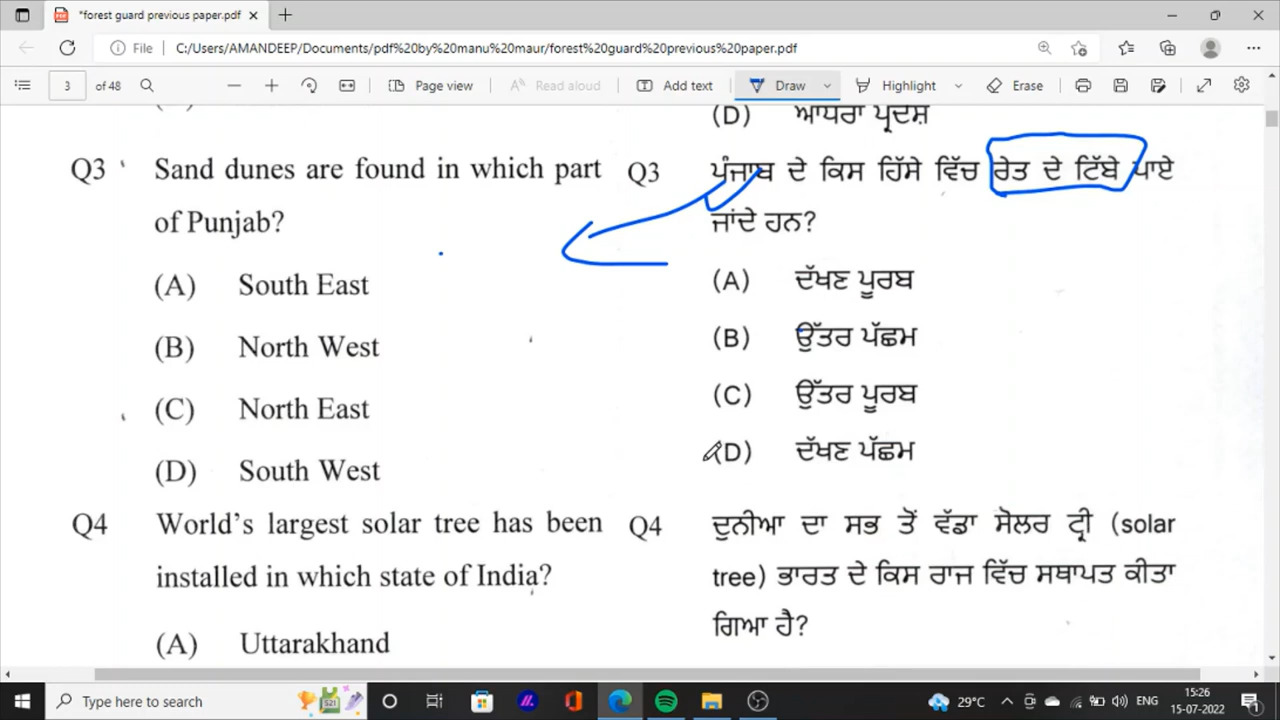 *forest guard previous paper.pdf
File C:/Users/AMANDEEP/Documents/pdf%20by%20manu%20maur/forest%20guard%20previous%20paper.pdf
3 of 48 Page view Read aloud Add text Draw Highlight Erase
(D) ਆਂਧਰਾ ਪ੍ਰਦੇਸ਼
Q3 Sand dunes are found in which part
of Punjab?
(A) South East
(B) North West
(C) North East
(D) South West
Q4 World's largest solar tree has been
installed in which state of India?
(A) Uttarakhand
Q3 ਪੰਜਾਬ ਦੇ ਕਿਸ ਹਿੱਸੇ ਵਿੱਚ ਰੇਤ ਦੇ ਟਿੱਬੇ ਪਾਏ
ਜਾਂਦੇ ਹਨ?
(A) ਦੱਖਣ ਪੂਰਬ
(B) ਉੱਤਰ ਪੱਛਮ
(C) ਉੱਤਰ ਪੂਰਬ
(D) ਦੱਖਣ ਪੱਛਮ
Q4 ਦੁਨੀਆ ਦਾ ਸਭ ਤੋਂ ਵੱਡਾ ਸੋਲਰ ਟ੍ਰੀ (solar
tree) ਭਾਰਤ ਦੇ ਕਿਸ ਰਾਜ ਵਿੱਚ ਸਥਾਪਤ ਕੀਤਾ
ਗਿਆ ਹੈ?
Type here to search
29°C ENG 15:26
15-07-2022